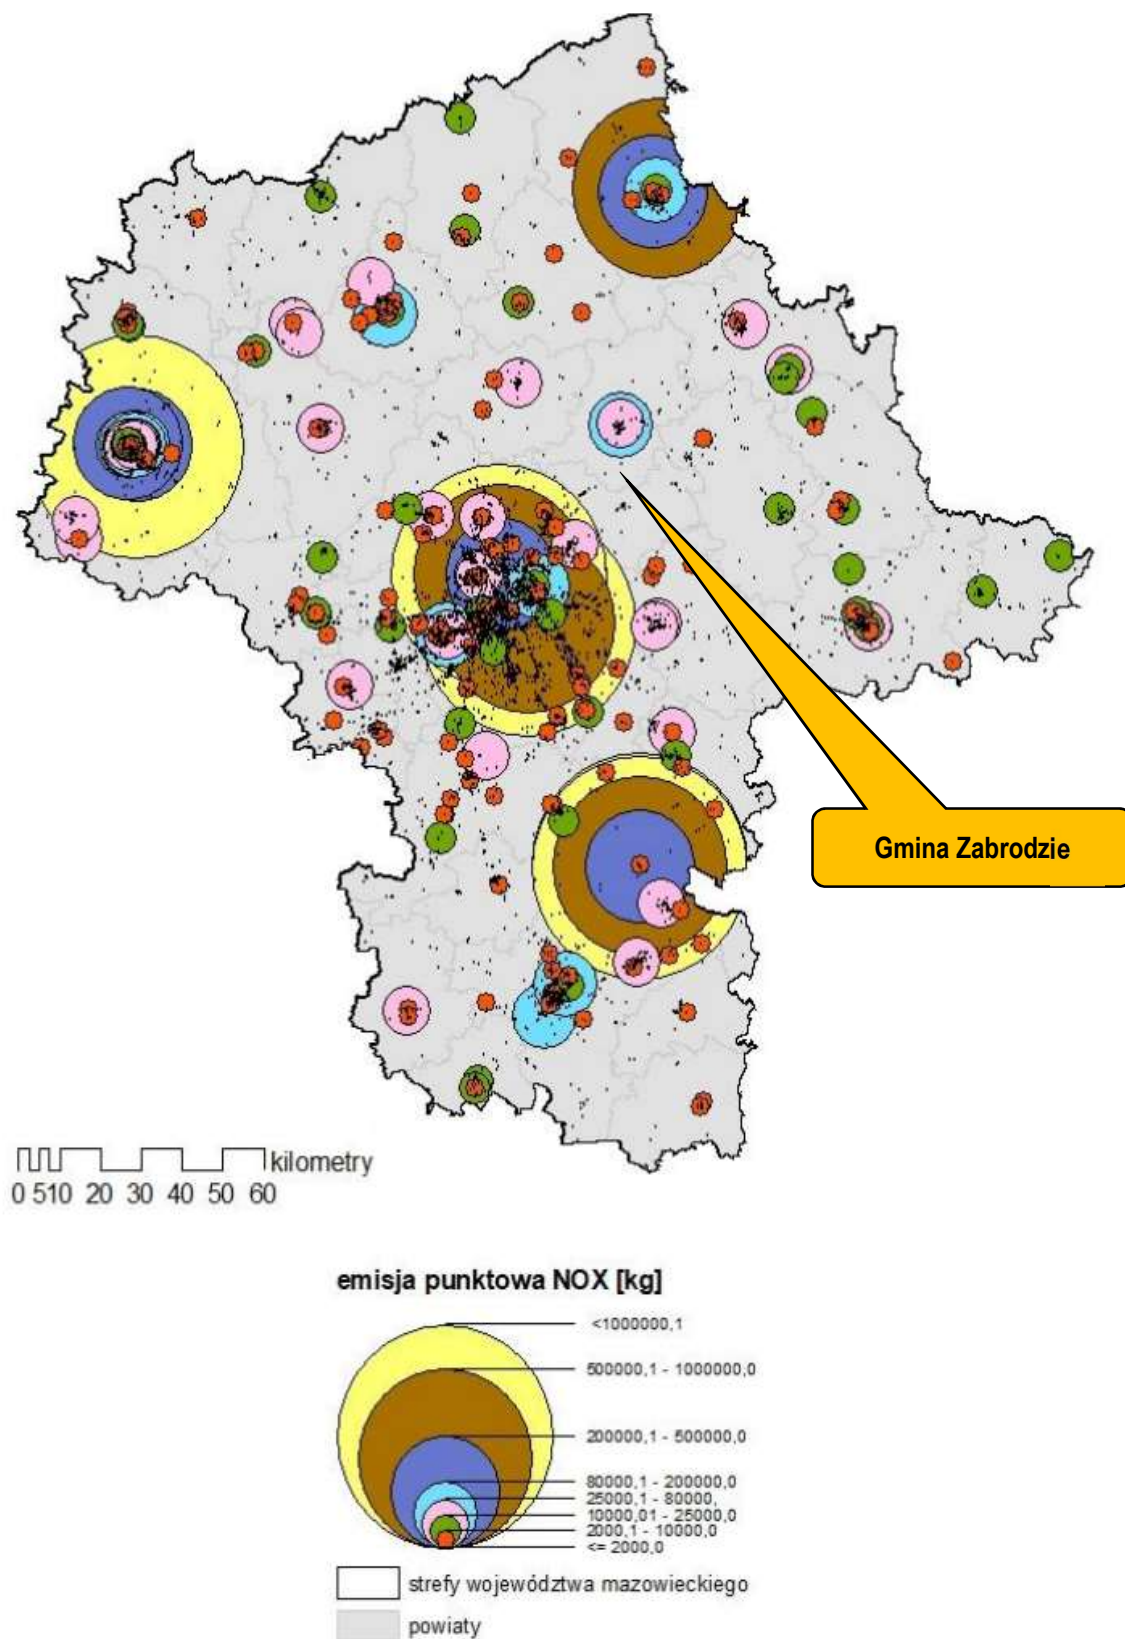 Gmina Zabrodzie
kilometry
0 510 20 30 40 50 60
emisja punktowa NOX [kg]
<1000000,1
500000,1 - 1000000,0
200000,1 - 500000,0
80000,1 - 200000,0
25000,1 - 80000,
10000,01 - 25000,0
2000,1 - 10000,0
<= 2000,0
strefy województwa mazowieckiego
powiaty